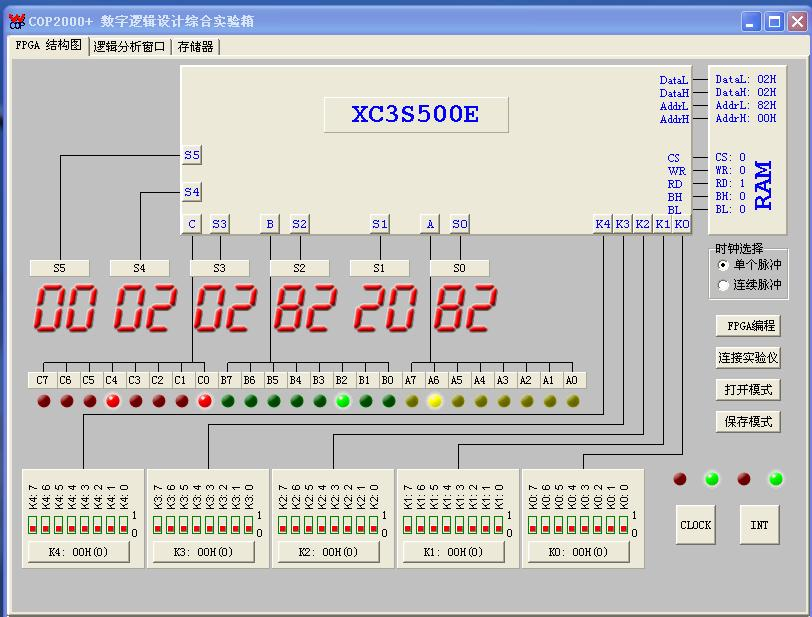 COP2000+ 数字逻辑设计综合实验箱
FPGA 结构图 逻辑分析窗口 存储器
XC3S500E
DataL DataL: 02H
DataH DataH: 02H
AddrL AddrL: 82H
AddrH AddrH: 00H
S5 CS CS: 0
WR WR: 0
RD RD: 1
S4 BH BH: 0
BL BL: 0
RAM
C S3 B S2 S1 A S0 K4 K3 K2 K1 K0
时钟选择
单个脉冲
连续脉冲
S5 S4 S3 S2 S1 S0
00 02 02 82 20 82
FPGA编程
连接实验仪
打开模式
保存模式
C7 C6 C5 C4 C3 C2 C1 C0 B7 B6 B5 B4 B3 B2 B1 B0 A7 A6 A5 A4 A3 A2 A1 A0
K4:7 K4:6 K4:5 K4:4 K4:3 K4:2 K4:1 K4:0 1 0
K3:7 K3:6 K3:5 K3:4 K3:3 K3:2 K3:1 K3:0 1 0
K2:7 K2:6 K2:5 K2:4 K2:3 K2:2 K2:1 K2:0 1 0
K1:7 K1:6 K1:5 K1:4 K1:3 K1:2 K1:1 K1:0 1 0
K0:7 K0:6 K0:5 K0:4 K0:3 K0:2 K0:1 K0:0 1 0
K4: 00H(0) K3: 00H(0) K2: 00H(0) K1: 00H(0) K0: 00H(0)
CLOCK INT